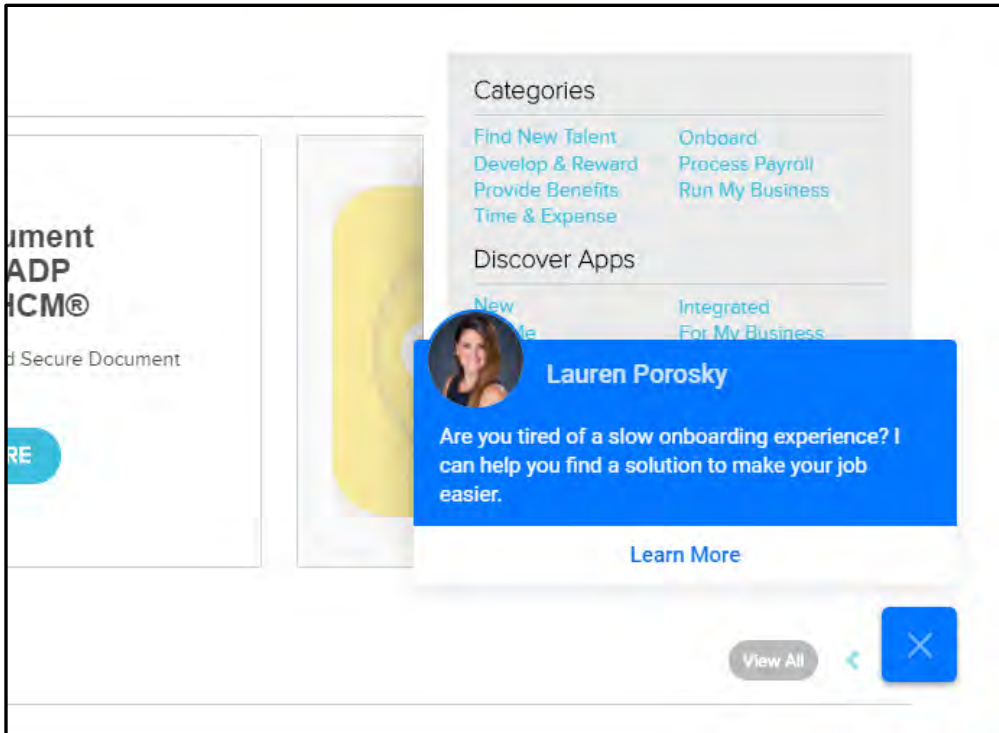 Categories
Find New Talent
Onboard
Develop & Reward
Process Payroll
Provide Benefits
Run My Business
Time & Expense
Discover Apps
New
Integrated
Me
For My Business
ument
ADP
HCM®
d Secure Document
RE
Lauren Porosky
Are you tired of a slow onboarding experience? I
can help you find a solution to make your job
easier.
Learn More
View All